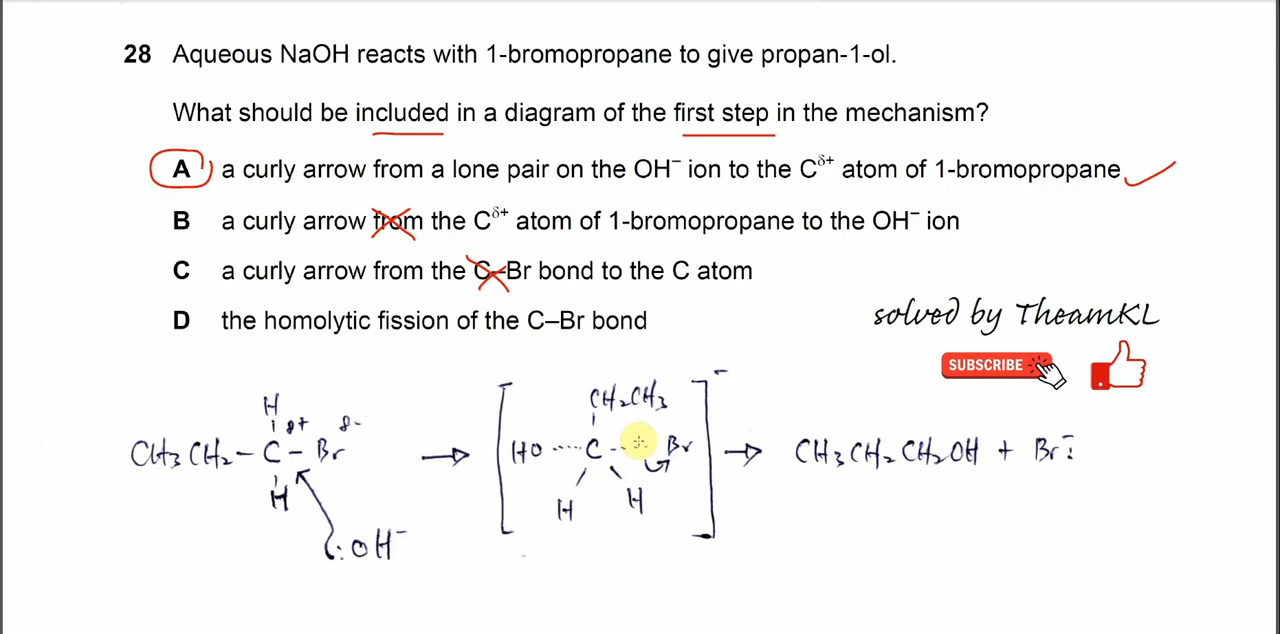 28 Aqueous NaOH reacts with 1-bromopropane to give propan-1-ol.
What should be included in a diagram of the first step in the mechanism?
A a curly arrow from a lone pair on the OH⁻ ion to the Cᵟ⁺ atom of 1-bromopropane
B a curly arrow from the Cᵟ⁺ atom of 1-bromopropane to the OH⁻ ion
C a curly arrow from the C–Br bond to the C atom
D the homolytic fission of the C–Br bond
solved by TheamKL
SUBSCRIBE
H
δ+ δ-
CH₃CH₂-C-Br
H
:OH⁻
CH₂CH₃ -
HO ····· C ··· Br
H H
CH₃CH₂CH₂OH + Br:⁻